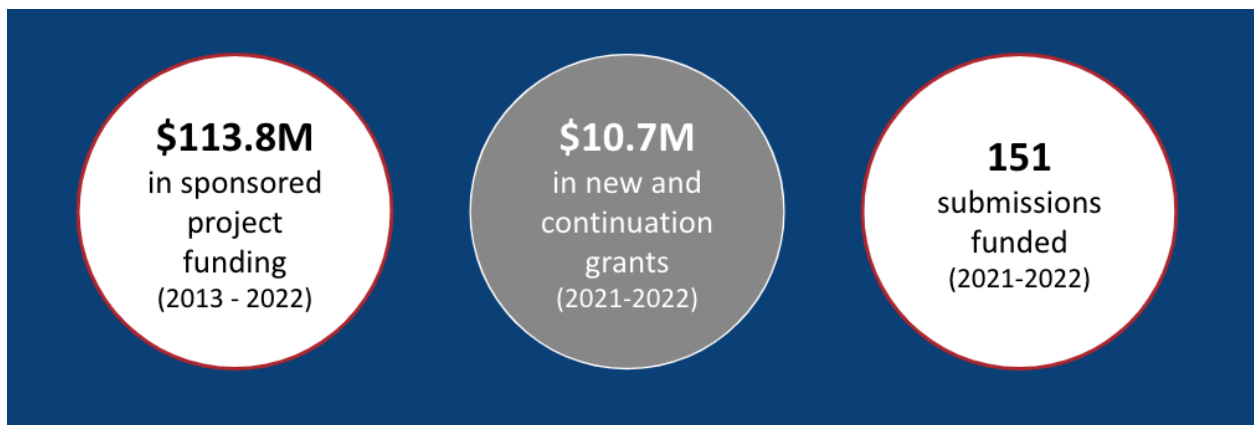 $113.8M
in sponsored
project
funding
(2013 - 2022)
$10.7M
in new and
continuation
grants
(2021-2022)
151
submissions
funded
(2021-2022)